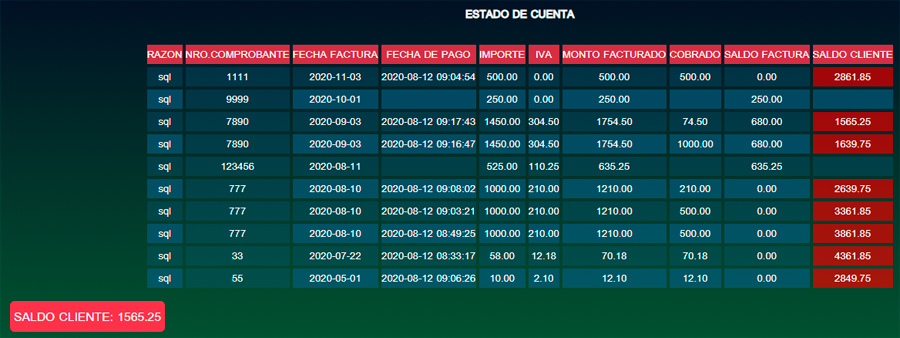 ESTADO DE CUENTA
RAZON NRO.COMPROBANTE FECHA FACTURA FECHA DE PAGO IMPORTE IVA MONTO FACTURADO COBRADO SALDO FACTURA SALDO CLIENTE
sql 1111 2020-11-03 2020-08-12 09:04:54 500.00 0.00 500.00 500.00 0.00 2861.85
sql 9999 2020-10-01 250.00 0.00 250.00 250.00
sql 7890 2020-09-03 2020-08-12 09:17:43 1450.00 304.50 1754.50 74.50 680.00 1565.25
sql 7890 2020-09-03 2020-08-12 09:16:47 1450.00 304.50 1754.50 1000.00 680.00 1639.75
sql 123456 2020-08-11 525.00 110.25 635.25 635.25
sql 777 2020-08-10 2020-08-12 09:08:02 1000.00 210.00 1210.00 210.00 0.00 2639.75
sql 777 2020-08-10 2020-08-12 09:03:21 1000.00 210.00 1210.00 500.00 0.00 3361.85
sql 777 2020-08-10 2020-08-12 08:49:25 1000.00 210.00 1210.00 500.00 0.00 3861.85
sql 33 2020-07-22 2020-08-12 08:33:17 58.00 12.18 70.18 70.18 0.00 4361.85
sql 55 2020-05-01 2020-08-12 09:06:26 10.00 2.10 12.10 12.10 0.00 2849.75
SALDO CLIENTE: 1565.25